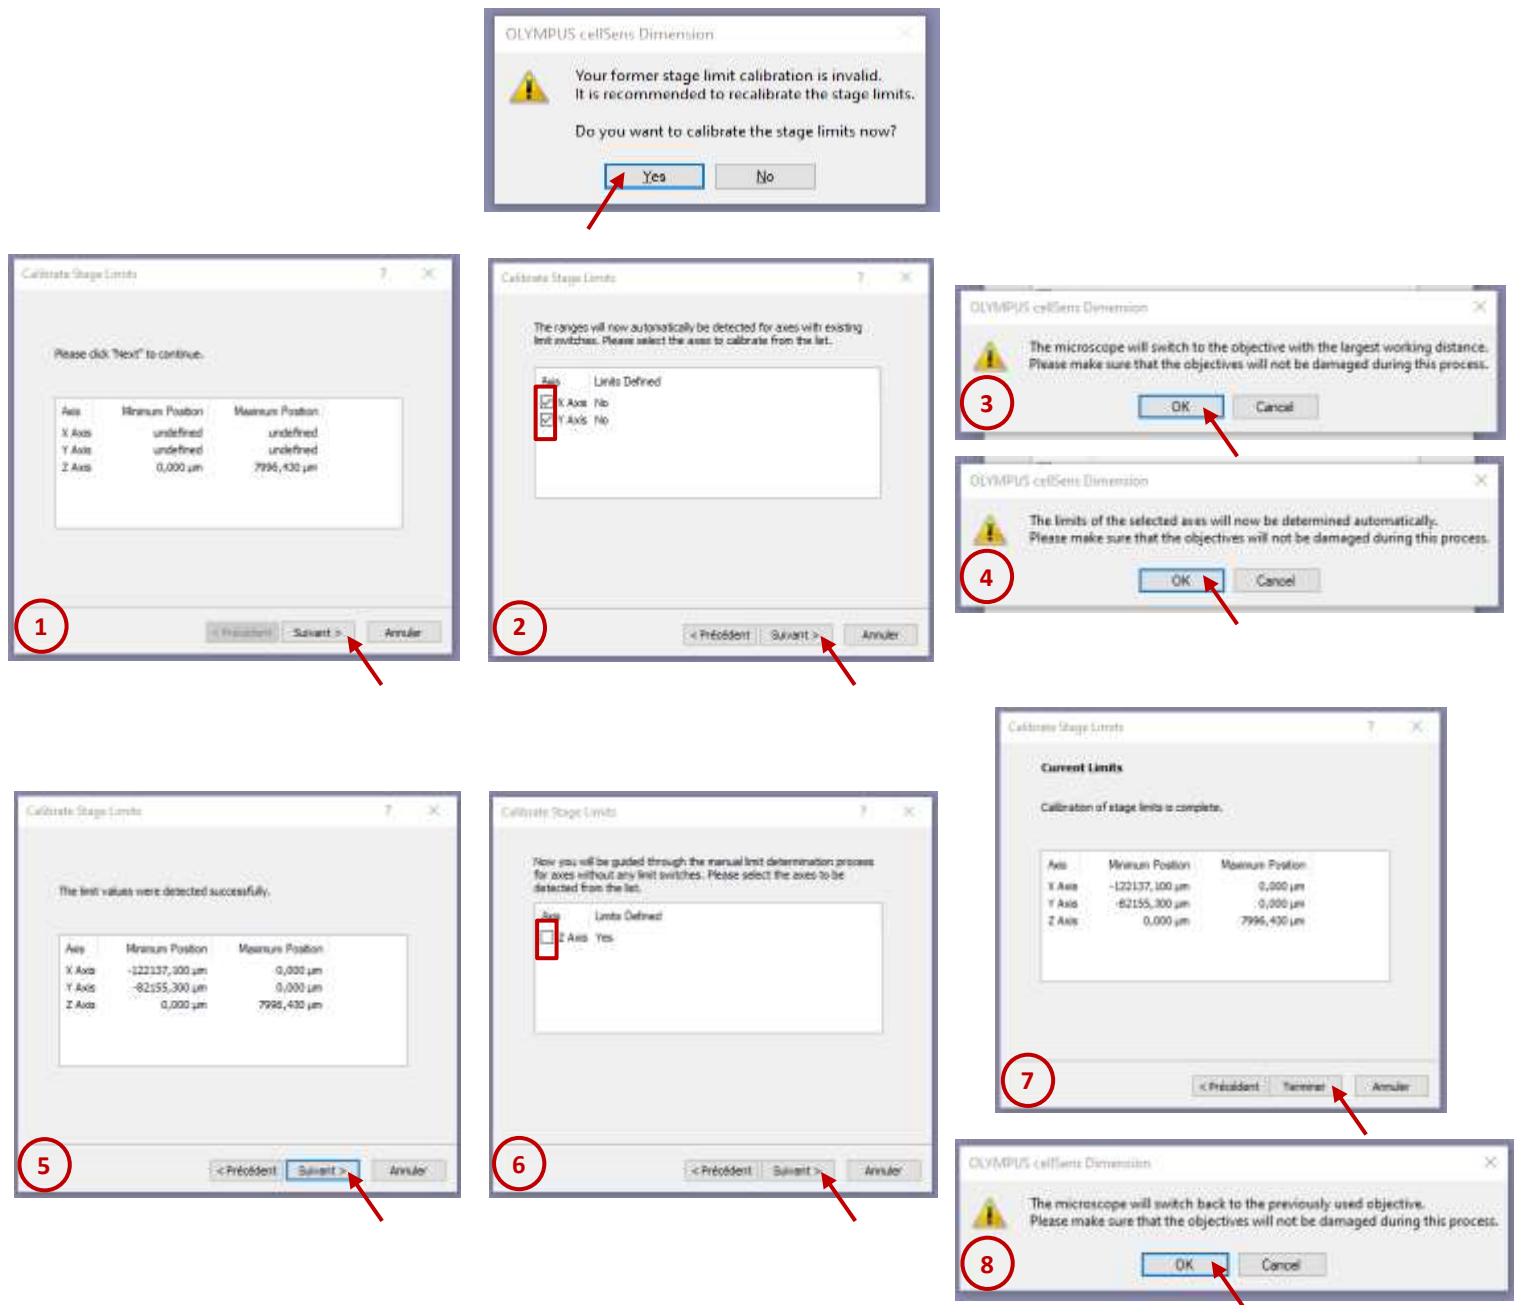 OLYMPUS cellSens Dimension
Your former stage limit calibration is invalid.
It is recommended to recalibrate the stage limits.
Do you want to calibrate the stage limits now?
Yes No
Calibrate Stage Limits ? ×
Please click "Next" to continue.
Axis Minimum Position Maximum Position
X Axis undefined undefined
Y Axis undefined undefined
Z Axis 0,000 µm 7996,430 µm
1
< Précédent Suivant > Annuler
Calibrate Stage Limits ? ×
The ranges will now automatically be detected for axes with existing
limit switches. Please select the axes to calibrate from the list.
Axis Limits Defined
X Axis No
Y Axis No
2
< Précédent Suivant > Annuler
OLYMPUS cellSens Dimension ×
The microscope will switch to the objective with the largest working distance.
Please make sure that the objectives will not be damaged during this process.
3
OK Cancel
OLYMPUS cellSens Dimension ×
The limits of the selected axes will now be determined automatically.
Please make sure that the objectives will not be damaged during this process.
4
OK Cancel
Calibrate Stage Limits ? ×
The limit values were detected successfully.
Axis Minimum Position Maximum Position
X Axis -122137,100 µm 0,000 µm
Y Axis -82155,300 µm 0,000 µm
Z Axis 0,000 µm 7996,430 µm
5
< Précédent Suivant > Annuler
Calibrate Stage Limits ? ×
Now you will be guided through the manual limit determination process
for axes without any limit switches. Please select the axes to be
detected from the list.
Axis Limits Defined
Z Axis Yes
6
< Précédent Suivant > Annuler
Calibrate Stage Limits ? ×
Current Limits
Calibration of stage limits is complete.
Axis Minimum Position Maximum Position
X Axis -122137,100 µm 0,000 µm
Y Axis -82155,300 µm 0,000 µm
Z Axis 0,000 µm 7996,430 µm
7
< Précédent Terminer Annuler
OLYMPUS cellSens Dimension ×
The microscope will switch back to the previously used objective.
Please make sure that the objectives will not be damaged during this process.
8
OK Cancel